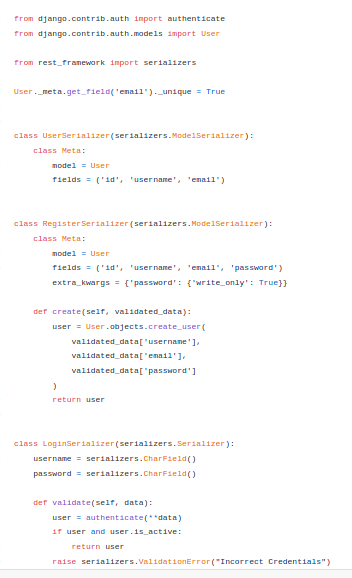 from django.contrib.auth import authenticate
from django.contrib.auth.models import User
from rest_framework import serializers
User._meta.get_field('email')._unique = True
class UserSerializer(serializers.ModelSerializer):
class Meta:
model = User
fields = ('id', 'username', 'email')
class RegisterSerializer(serializers.ModelSerializer):
class Meta:
model = User
fields = ('id', 'username', 'email', 'password')
extra_kwargs = {'password': {'write_only': True}}
def create(self, validated_data):
user = User.objects.create_user(
validated_data['username'],
validated_data['email'],
validated_data['password']
)
return user
class LoginSerializer(serializers.Serializer):
username = serializers.CharField()
password = serializers.CharField()
def validate(self, data):
user = authenticate(**data)
if user and user.is_active:
return user
raise serializers.ValidationError("Incorrect Credentials")